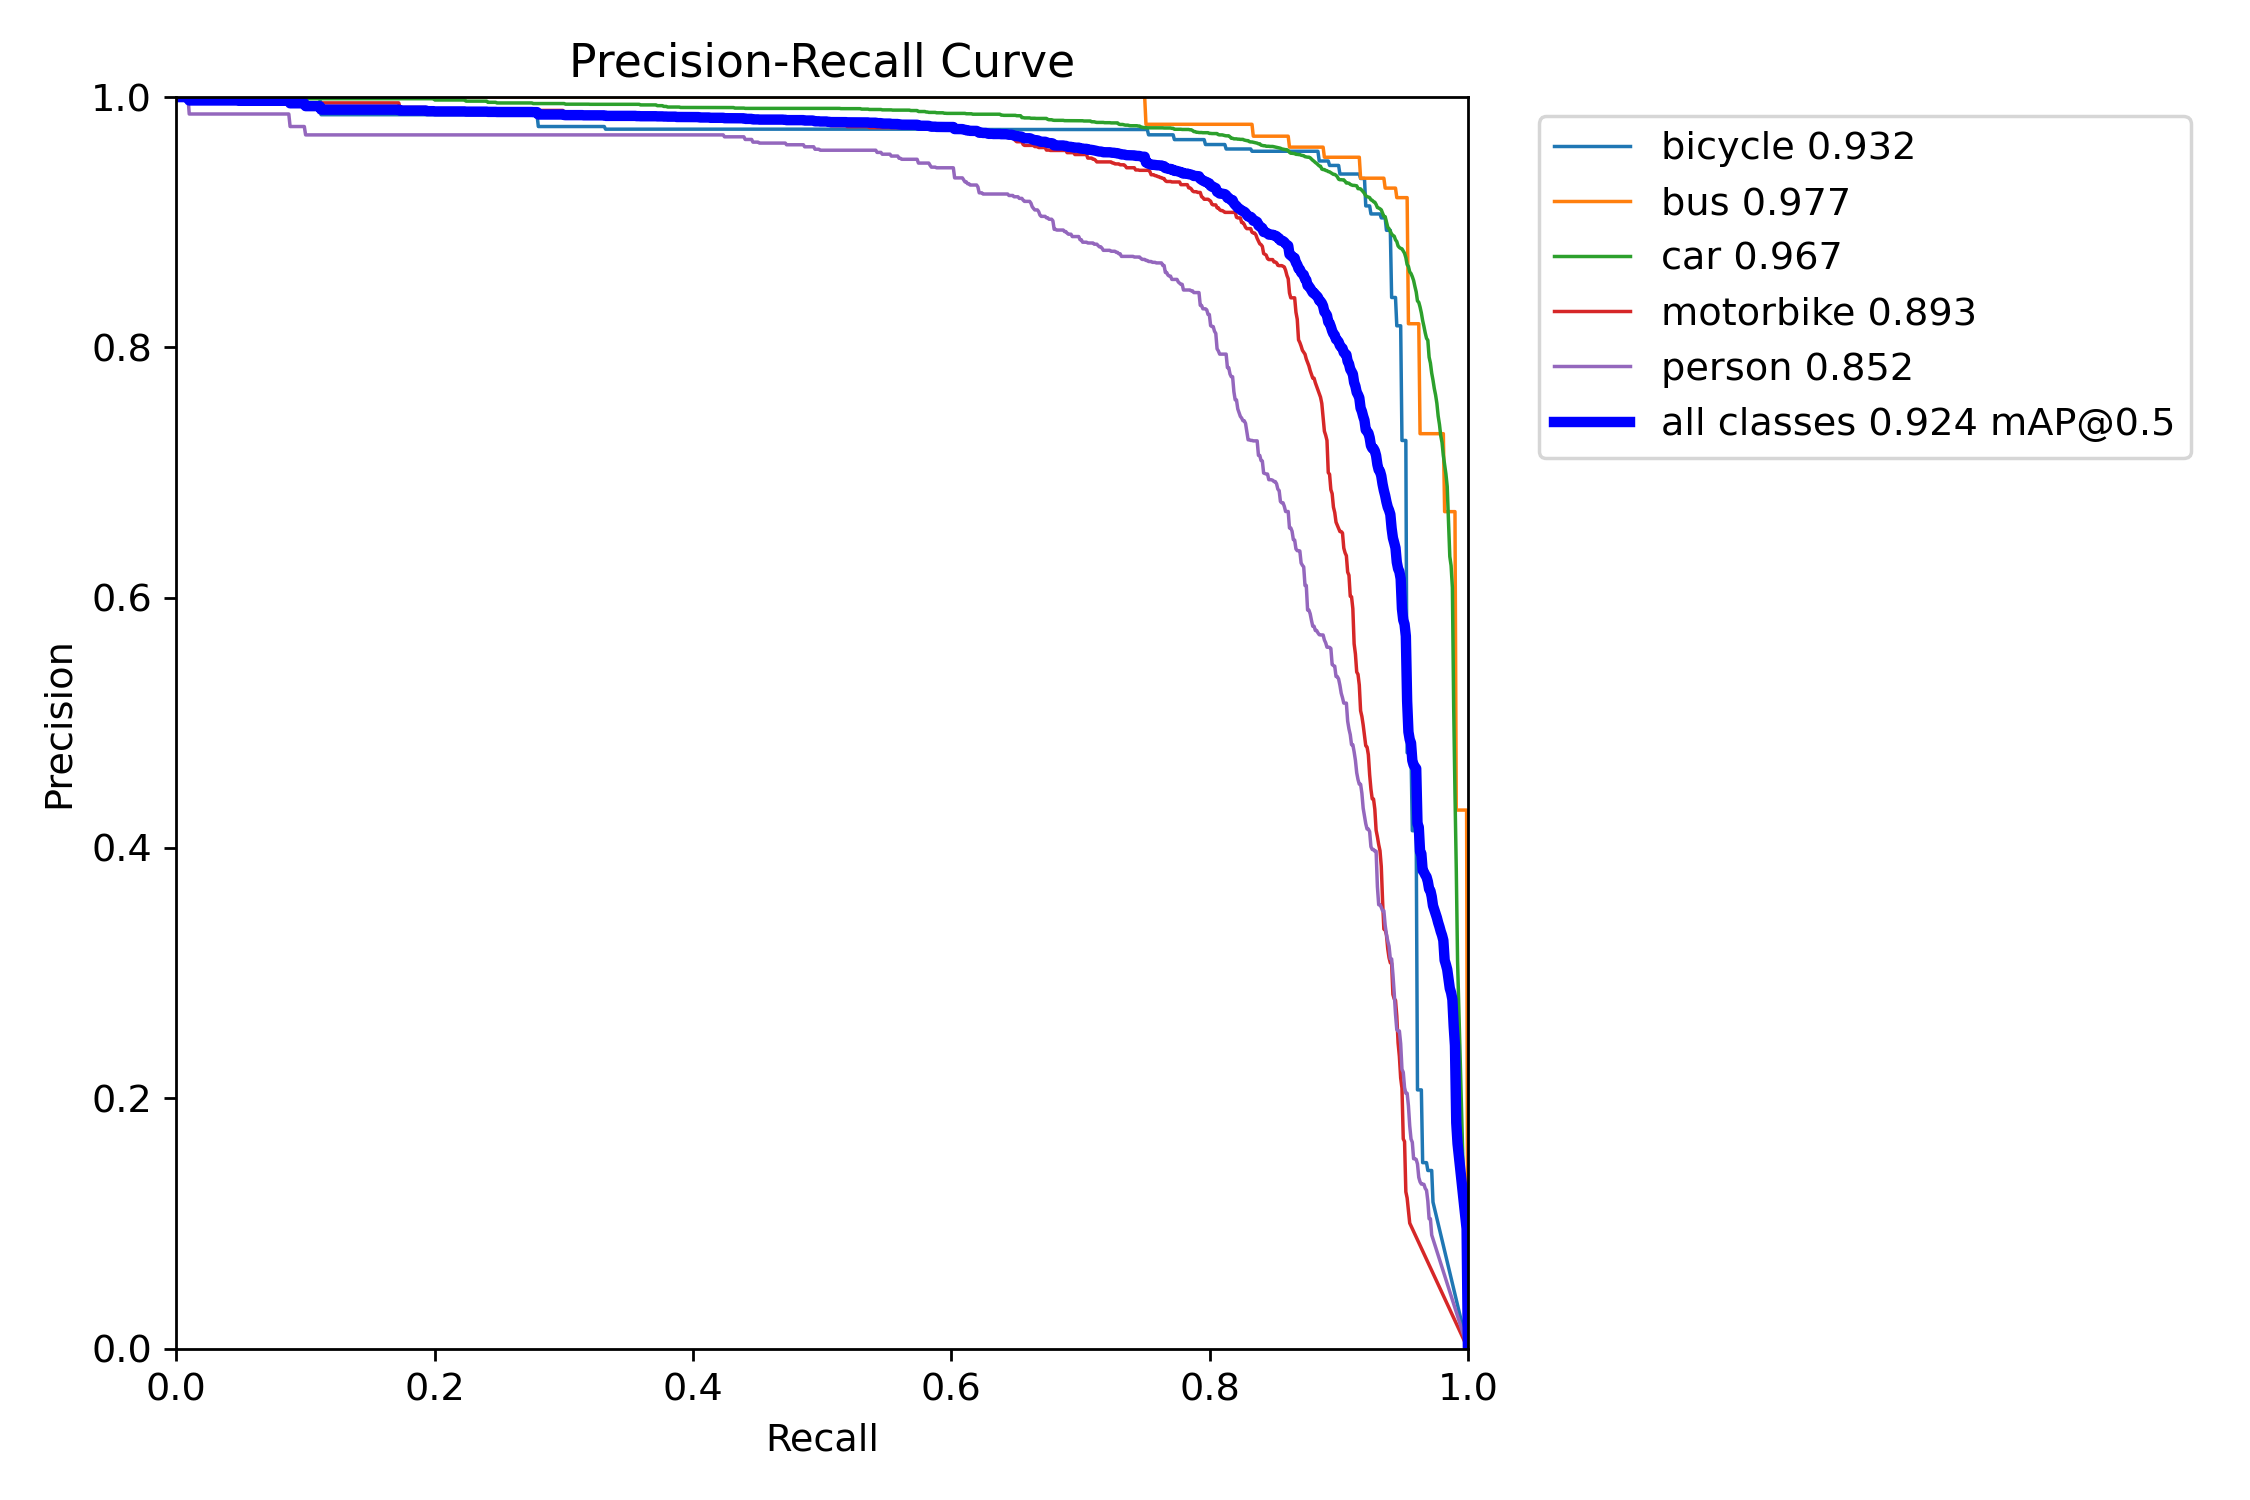 Precision-Recall Curve
1.0
0.8
0.6
0.4
0.2
0.0
Precision
0.0 0.2 0.4 0.6 0.8 1.0
Recall
bicycle 0.932
bus 0.977
car 0.967
motorbike 0.893
person 0.852
all classes 0.924 mAP@0.5